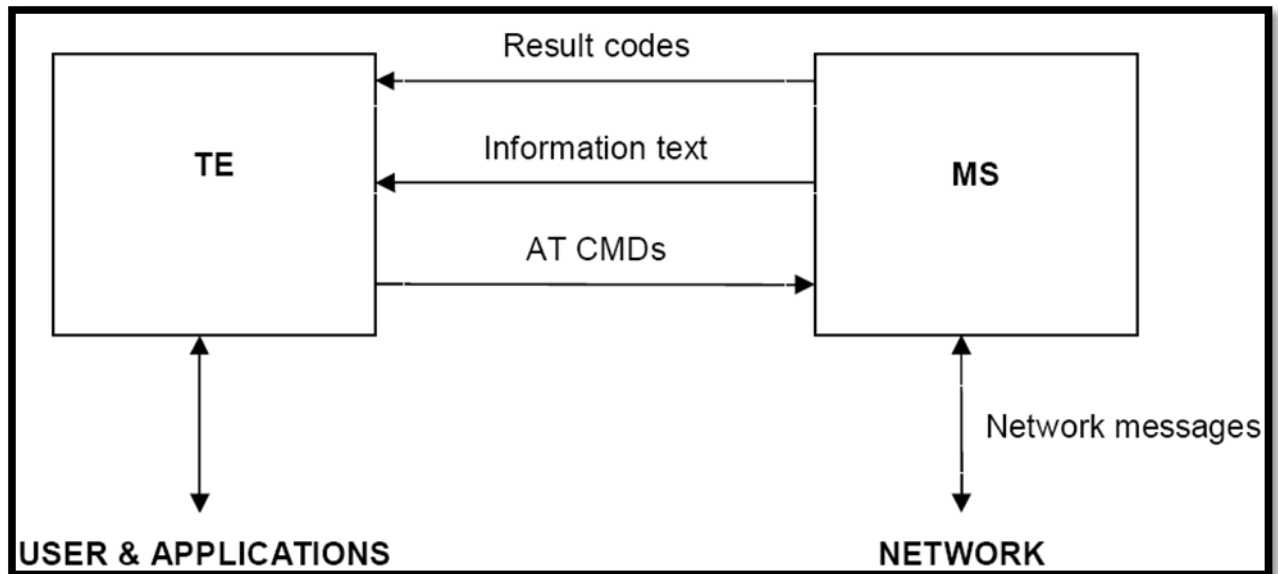 Result codes
TE
Information text
MS
AT CMDs
Network messages
USER & APPLICATIONS
NETWORK